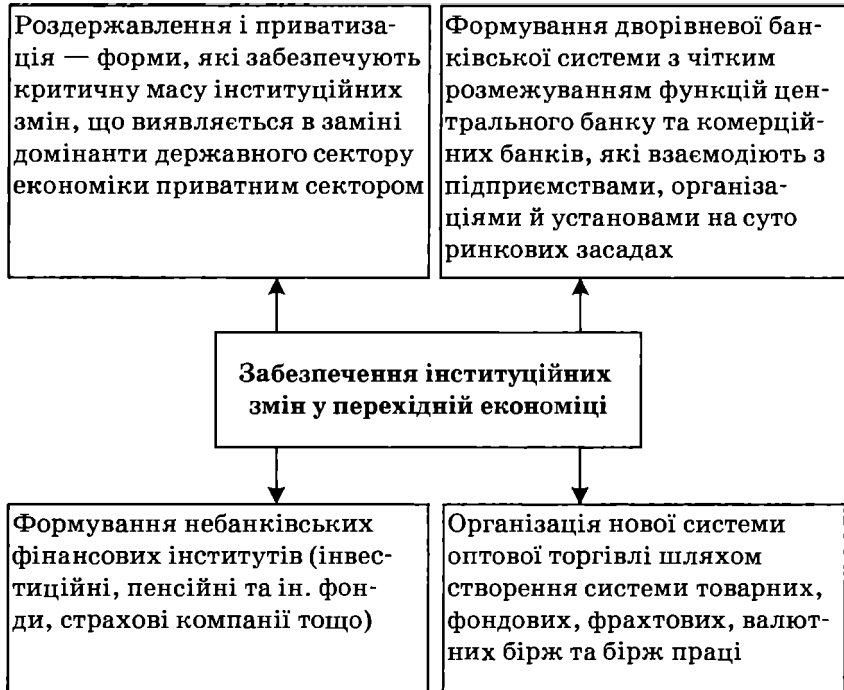 Роздержавлення і приватиза-
ція — форми, які забезпечують
критичну масу інституційних
змін, що виявляється в заміні
домінанти державного сектору
економіки приватним сектором
Формування дворівневої бан-
ківської системи з чітким
розмежуванням функцій цен-
трального банку та комерцій-
них банків, які взаємодіють з
підприємствами, організа-
ціями й установами на суто
ринкових засадах
Забезпечення інституційних
змін у перехідній економіці
Формування небанківських
фінансових інститутів (інвес-
тиційні, пенсійні та ін. фон-
ди, страхові компанії тощо)
Організація нової системи
оптової торгівлі шляхом
створення системи товарних,
фондових, фрахтових, валют-
них бірж та бірж праці